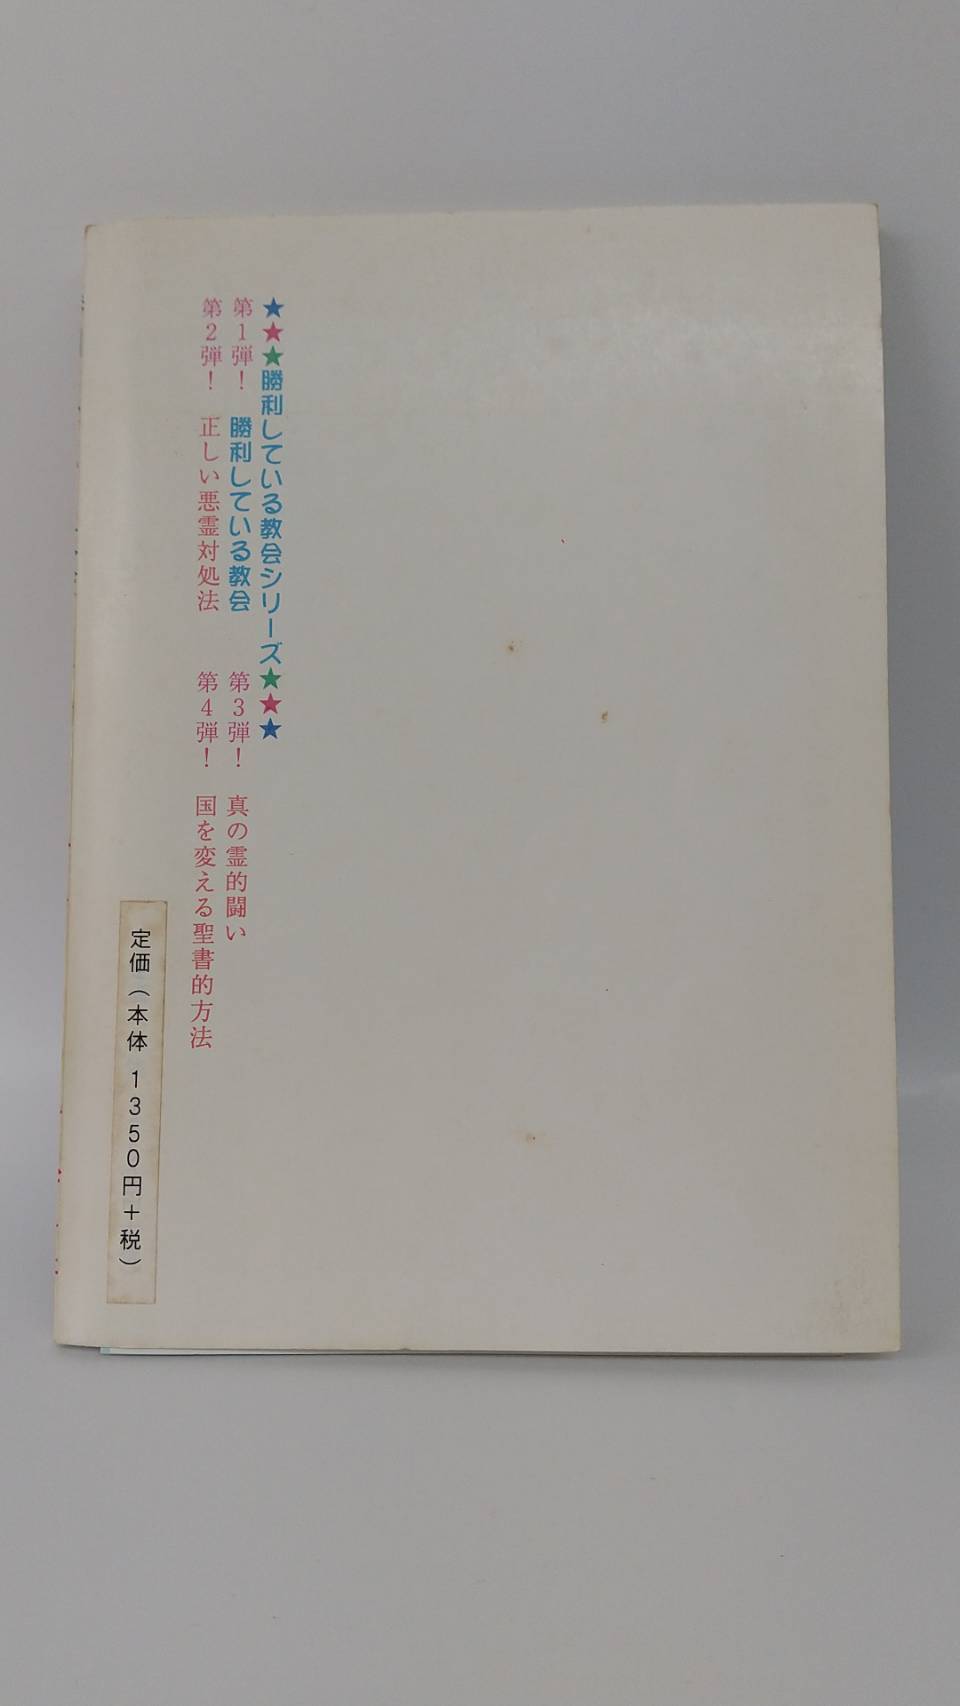 ★★★勝利している教会シリーズ★★★
第1弾！ 勝利している教会
第3弾！ 真の霊的闘い
第2弾！ 正しい悪霊対処法
第4弾！ 国を変える聖書的方法
定価（本体 1350円＋税）